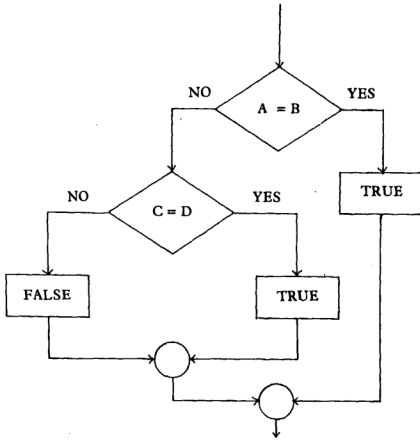 NO
YES
A = B
NO
YES
TRUE
C = D
FALSE
TRUE